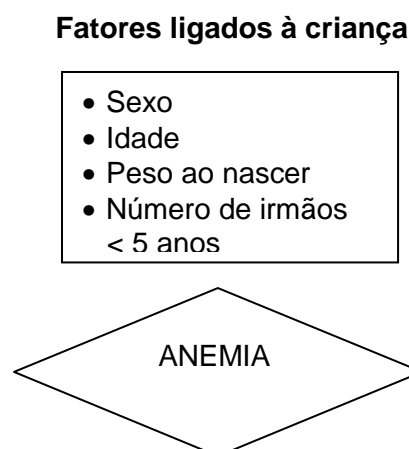 Fatores ligados à criança
• Sexo
• Idade
• Peso ao nascer
• Número de irmãos
< 5 anos
ANEMIA